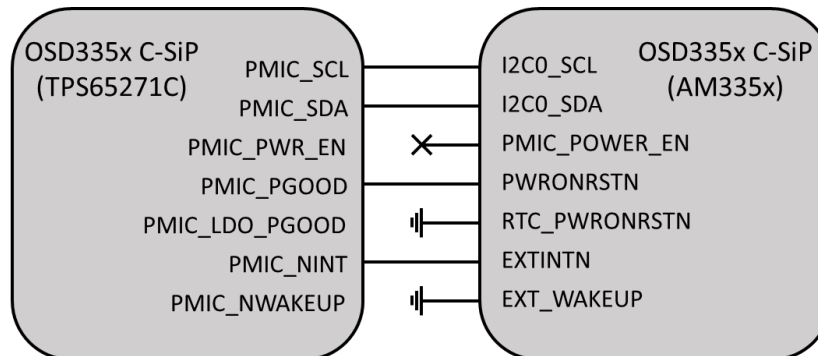 OSD335x C-SiP
(TPS65271C)
PMIC_SCL
PMIC_SDA
PMIC_PWR_EN
PMIC_PGOOD
PMIC_LDO_PGOOD
PMIC_NINT
PMIC_NWAKEUP
OSD335x C-SiP
(AM335x)
I2C0_SCL
I2C0_SDA
PMIC_POWER_EN
PWRONRSTN
RTC_PWRONRSTN
EXTINTN
EXT_WAKEUP